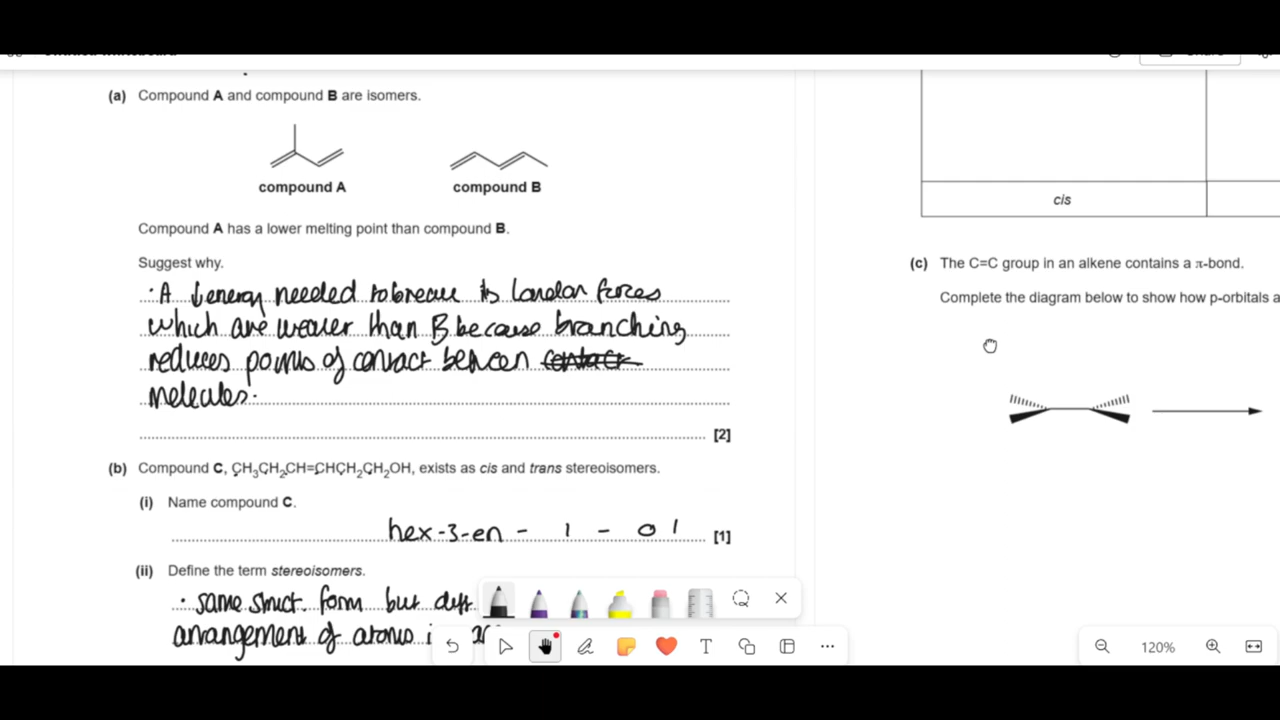 (a) Compound A and compound B are isomers.
compound A
compound B
Compound A has a lower melting point than compound B.
Suggest why.
· A ↓energy needed to break its London forces
which are weaker than B because branching
reduces points of contact between contact
molecules.
[2]
(b) Compound C, CH₃CH₂CH=CHCH₂CH₂OH, exists as cis and trans stereoisomers.
(i) Name compound C.
hex-3-en - 1 - ol
[1]
(ii) Define the term stereoisomers.
· same struct. form but diff
arrangement of atoms i
cis
(c) The C=C group in an alkene contains a π-bond.
Complete the diagram below to show how p-orbitals a
120%